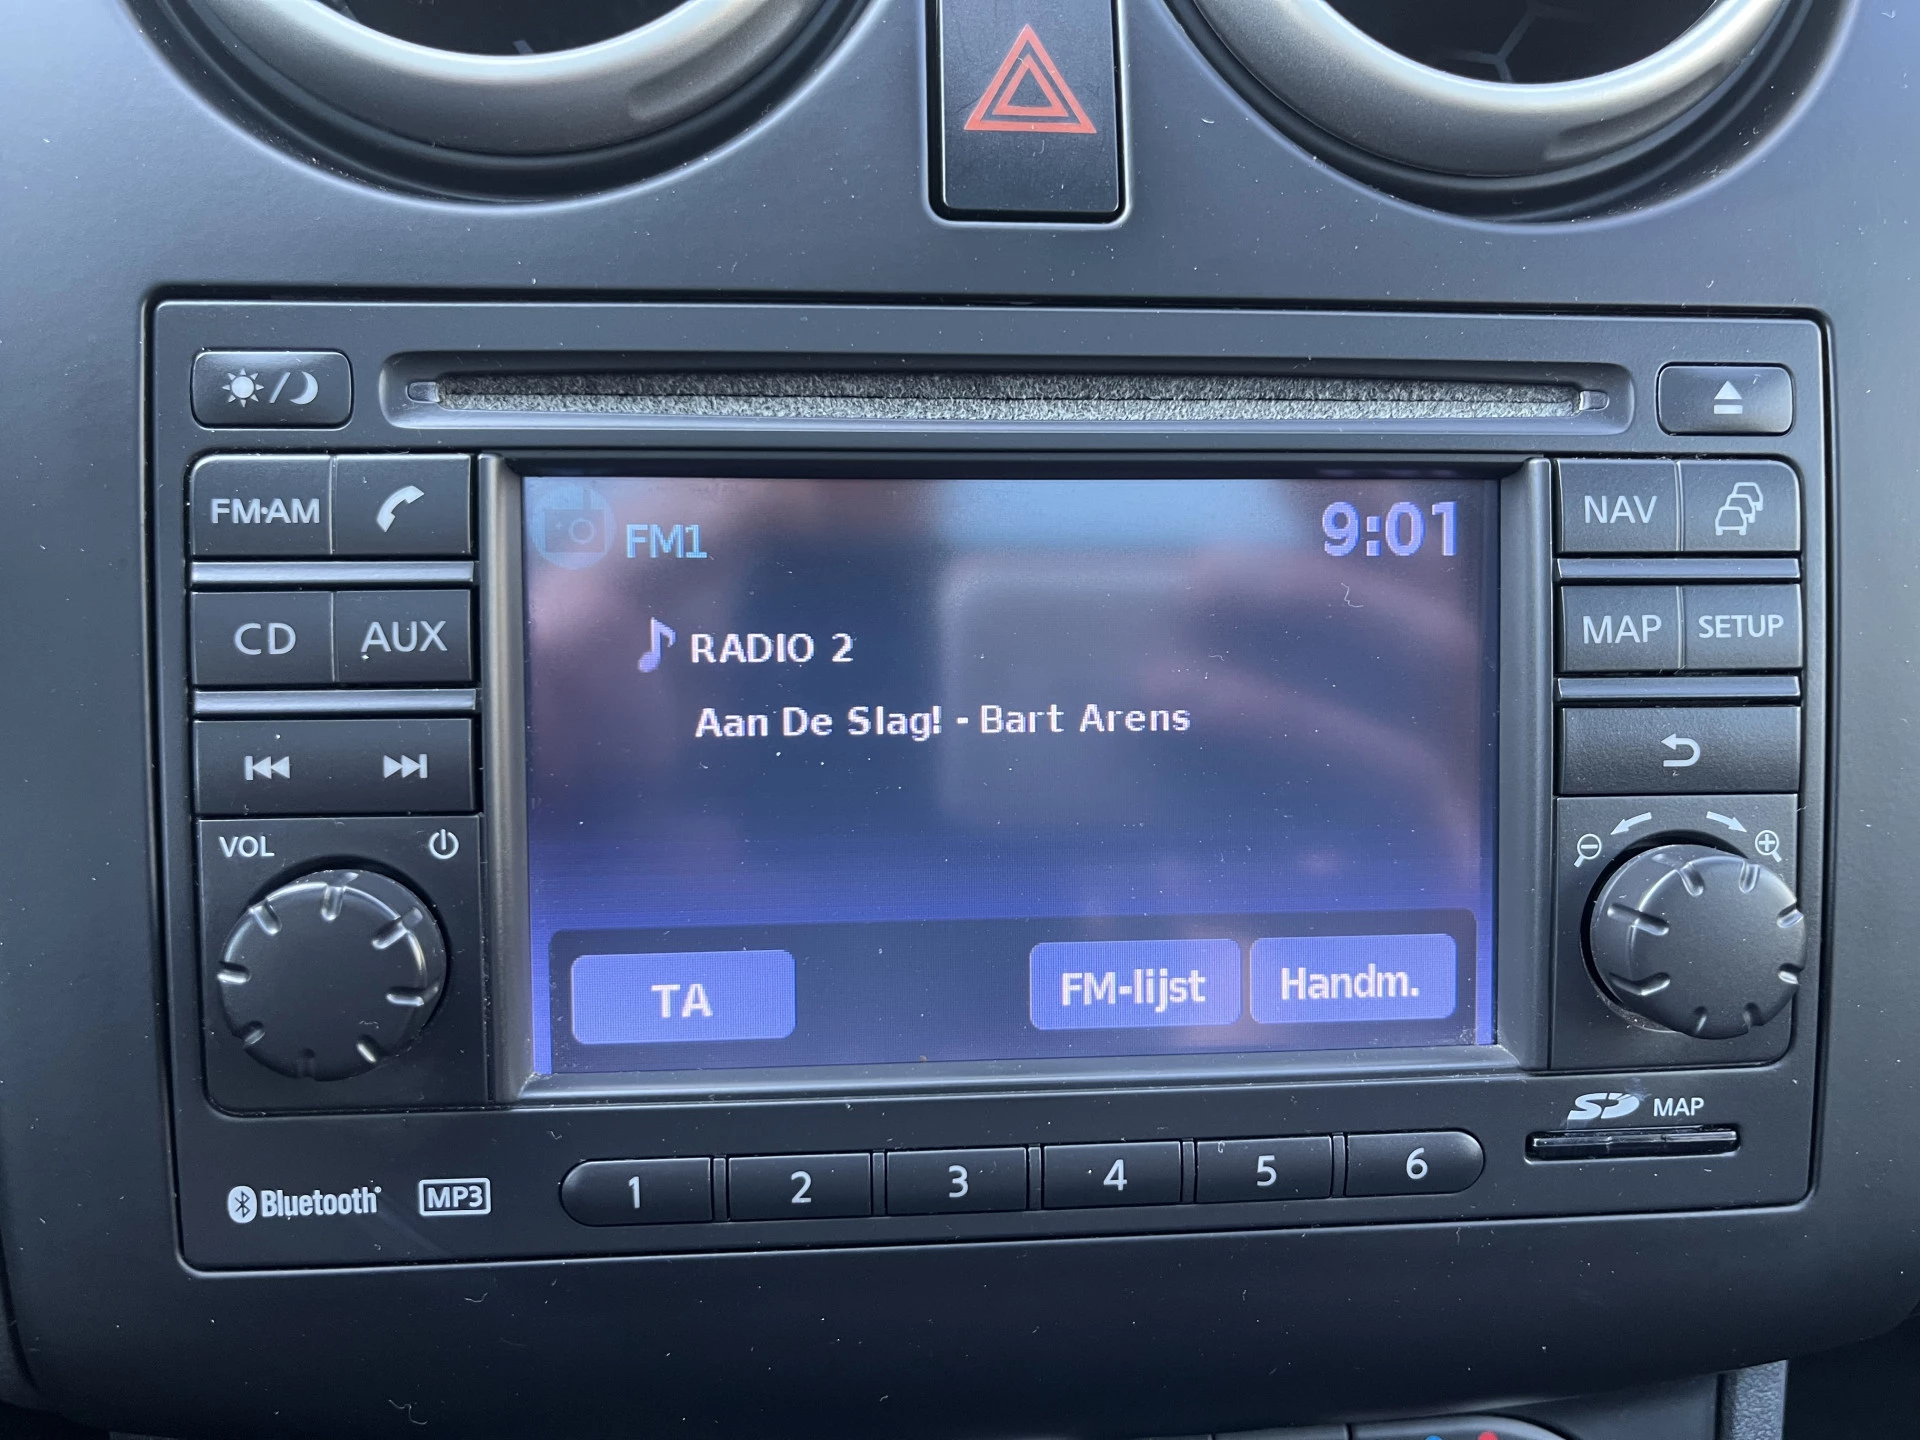 FM·AM
CD AUX
VOL
FM1
9:01
RADIO 2
Aan De Slag! - Bart Arens
TA FM-lijst Handm.
NAV
MAP SETUP
SD MAP
Bluetooth MP3
1 2 3 4 5 6